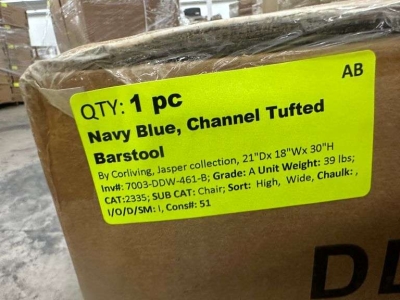 AB
QTY: 1 pc
Navy Blue, Channel Tufted
Barstool
By Corliving, Jasper collection, 21"Dx 18"Wx 30"H
Inv#: 7003-DDW-461-B; Grade: A Unit Weight: 39 lbs;
CAT:2335; SUB CAT: Chair; Sort: High, Wide, Chaulk: ,
I/O/D/SM: I, Cons#: 51